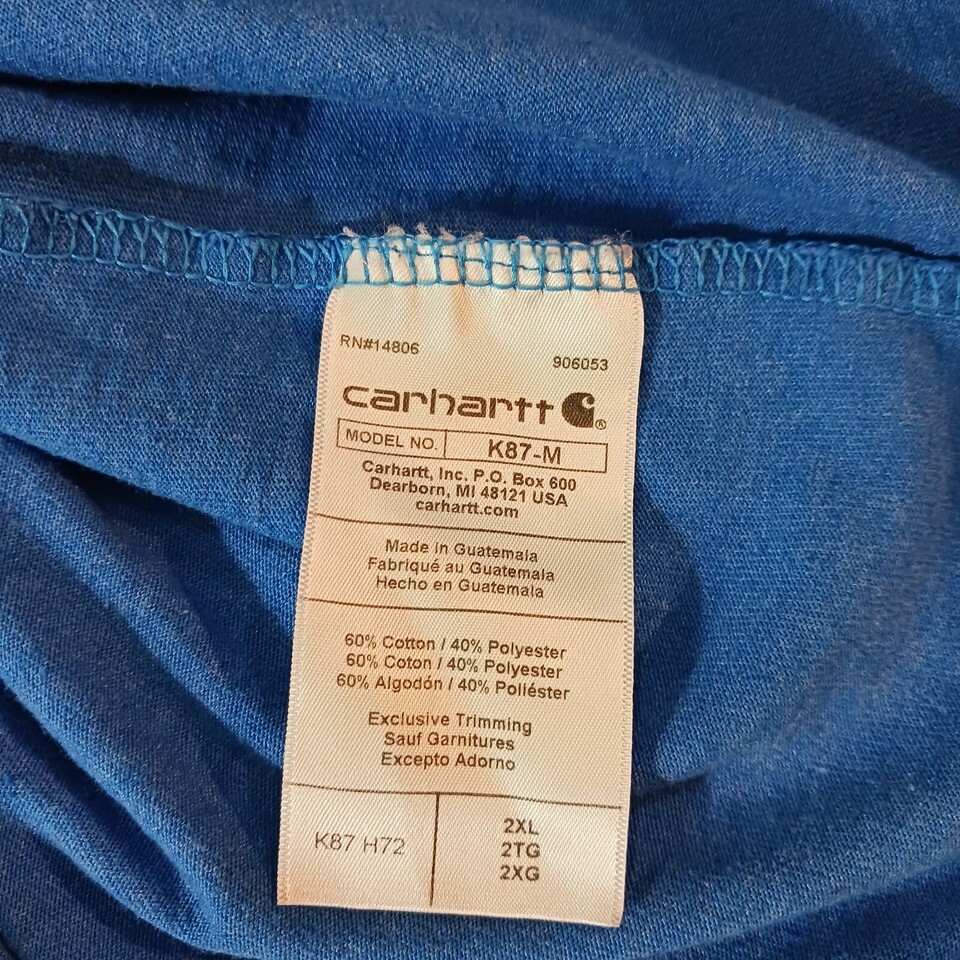 RN#14806
906053
carhartt ®
MODEL NO. K87-M
Carhartt, Inc. P.O. Box 600
Dearborn, MI 48121 USA
carhartt.com
Made in Guatemala
Fabriqué au Guatemala
Hecho en Guatemala
60% Cotton / 40% Polyester
60% Coton / 40% Polyester
60% Algodón / 40% Poliéster
Exclusive Trimming
Sauf Garnitures
Excepto Adorno
K87 H72
2XL
2TG
2XG